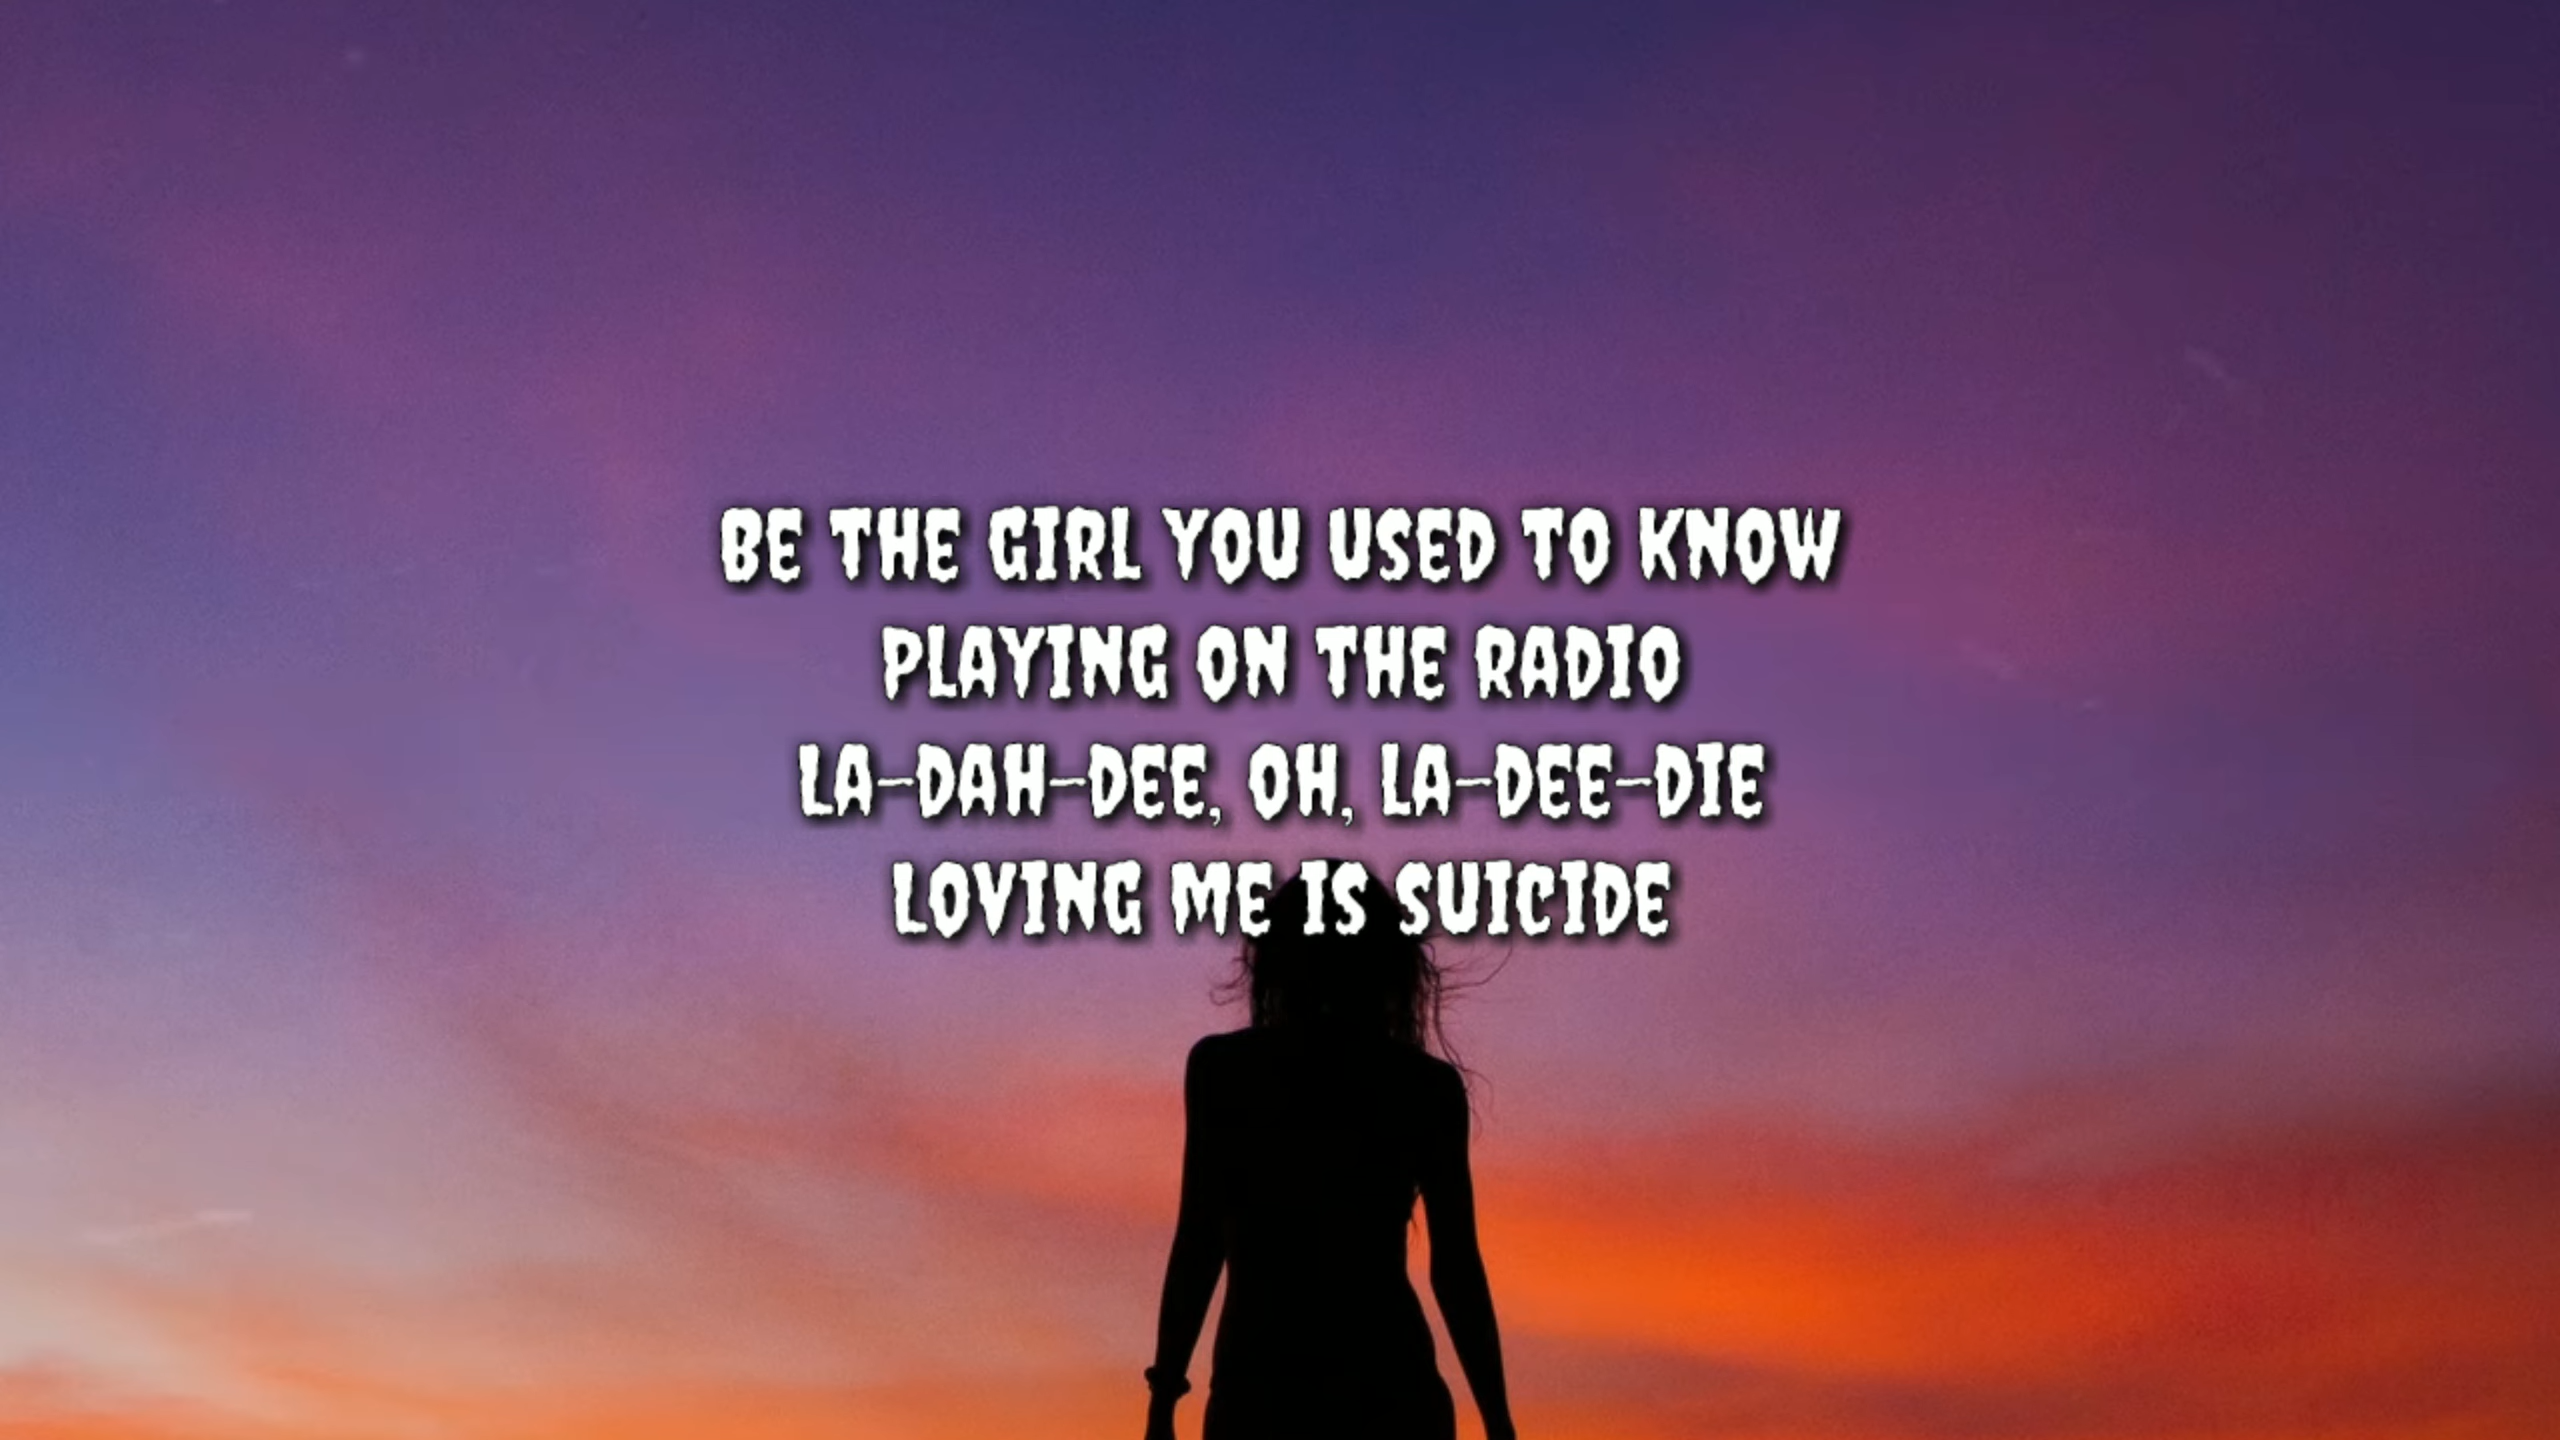 BE THE GIRL YOU USED TO KNOW
PLAYING ON THE RADIO
LA-DAH-DEE, OH, LA-DEE-DIE
LOVING ME IS SUICIDE